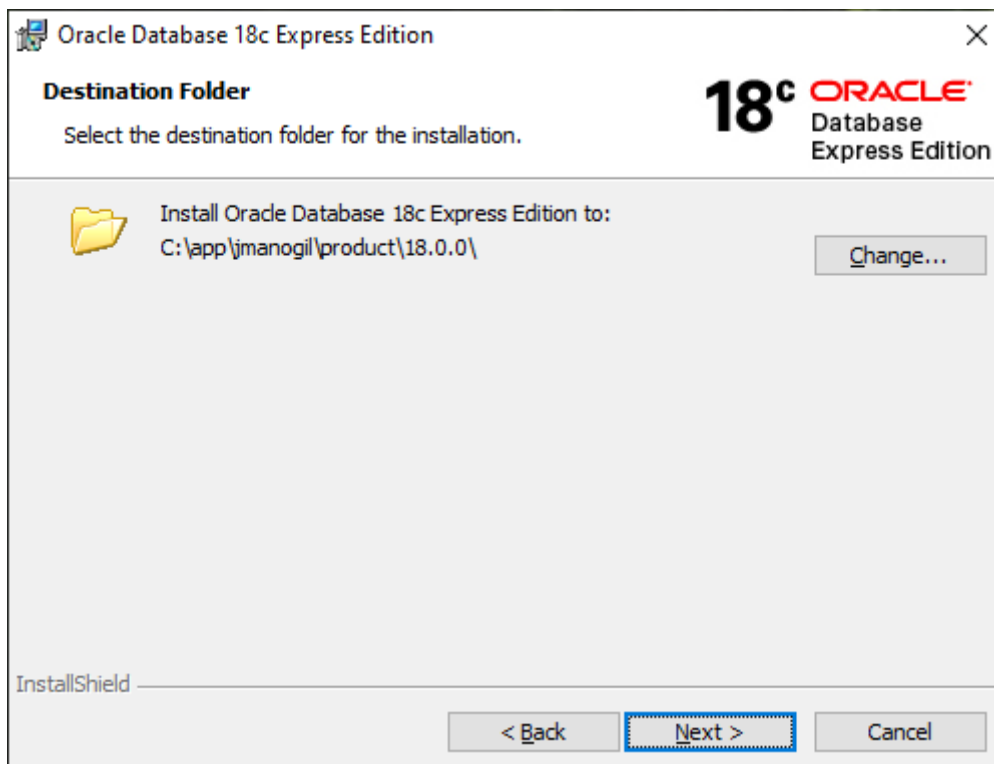 Oracle Database 18c Express Edition
Destination Folder
Select the destination folder for the installation.
18c ORACLE
Database
Express Edition
Install Oracle Database 18c Express Edition to:
C:\app\jmanogil\product\18.0.0\
Change...
InstallShield
< Back
Next >
Cancel